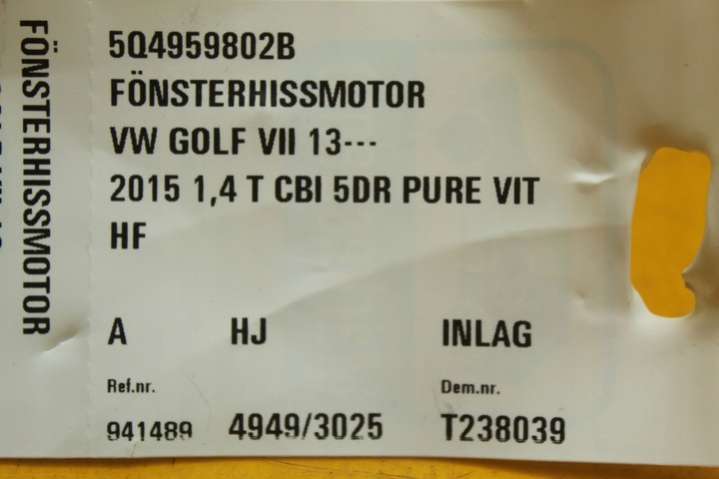 FÖNSTERHISSMOTOR
5Q4959802B
FÖNSTERHISSMOTOR
VW GOLF VII 13---
2015 1,4 T CBI 5DR PURE VIT
HF
A HJ INLAG
Ref.nr. Dem.nr.
941489 4949/3025 T238039